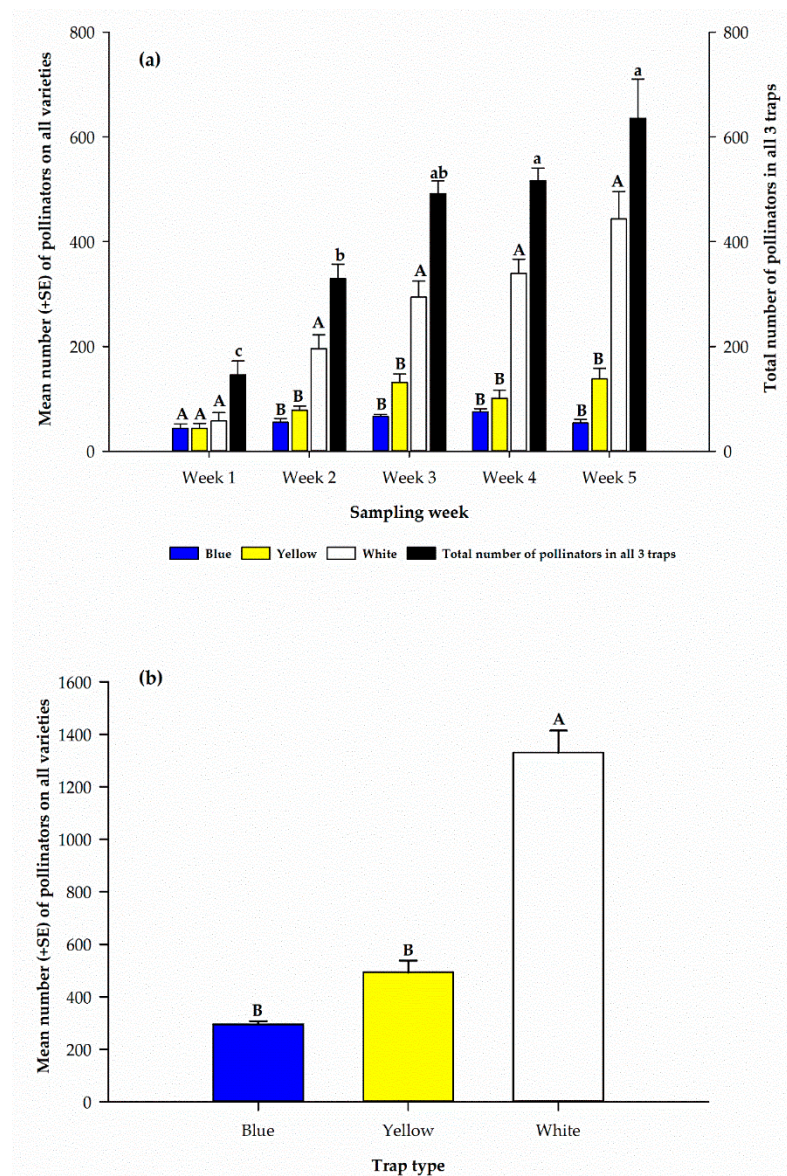 (a)
Mean number (+SE) of pollinators on all varieties
Total number of pollinators in all 3 traps
800 800
600 600
400 400
200 200
0 0
A A A c
B B A b
B B A ab
B B A a
B B A a
Week 1 Week 2 Week 3 Week 4 Week 5
Sampling week
Blue Yellow White Total number of pollinators in all 3 traps
(b)
Mean number (+SE) of pollinators on all varieties
1600
1400
1200
1000
800
600
400
200
0
B B A
Blue Yellow White
Trap type